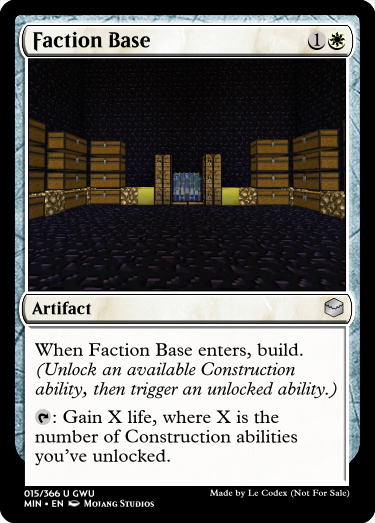 Faction Base 1
Artifact
When Faction Base enters, build.
(Unlock an available Construction
ability, then trigger an unlocked ability.)
: Gain X life, where X is the
number of Construction abilities
you've unlocked.
015/366 U GWU
MIN • EN Mojang Studios
Made by Le Codex (Not For Sale)